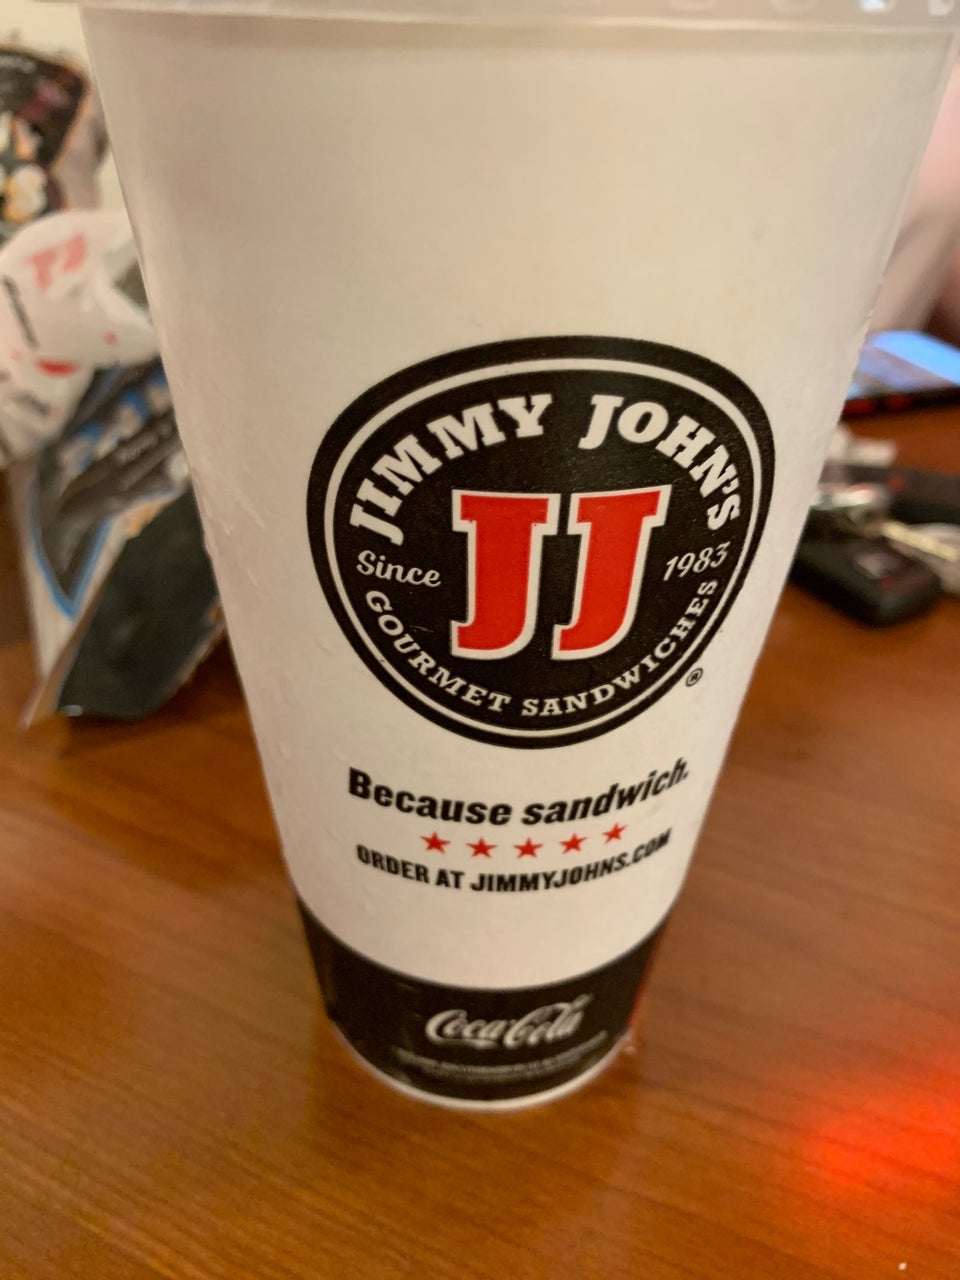 JIMMY JOHN'S
Since 1983
JJ
GOURMET SANDWICHES
®
Because sandwich.
ORDER AT JIMMYJOHNS.COM
Coca-Cola